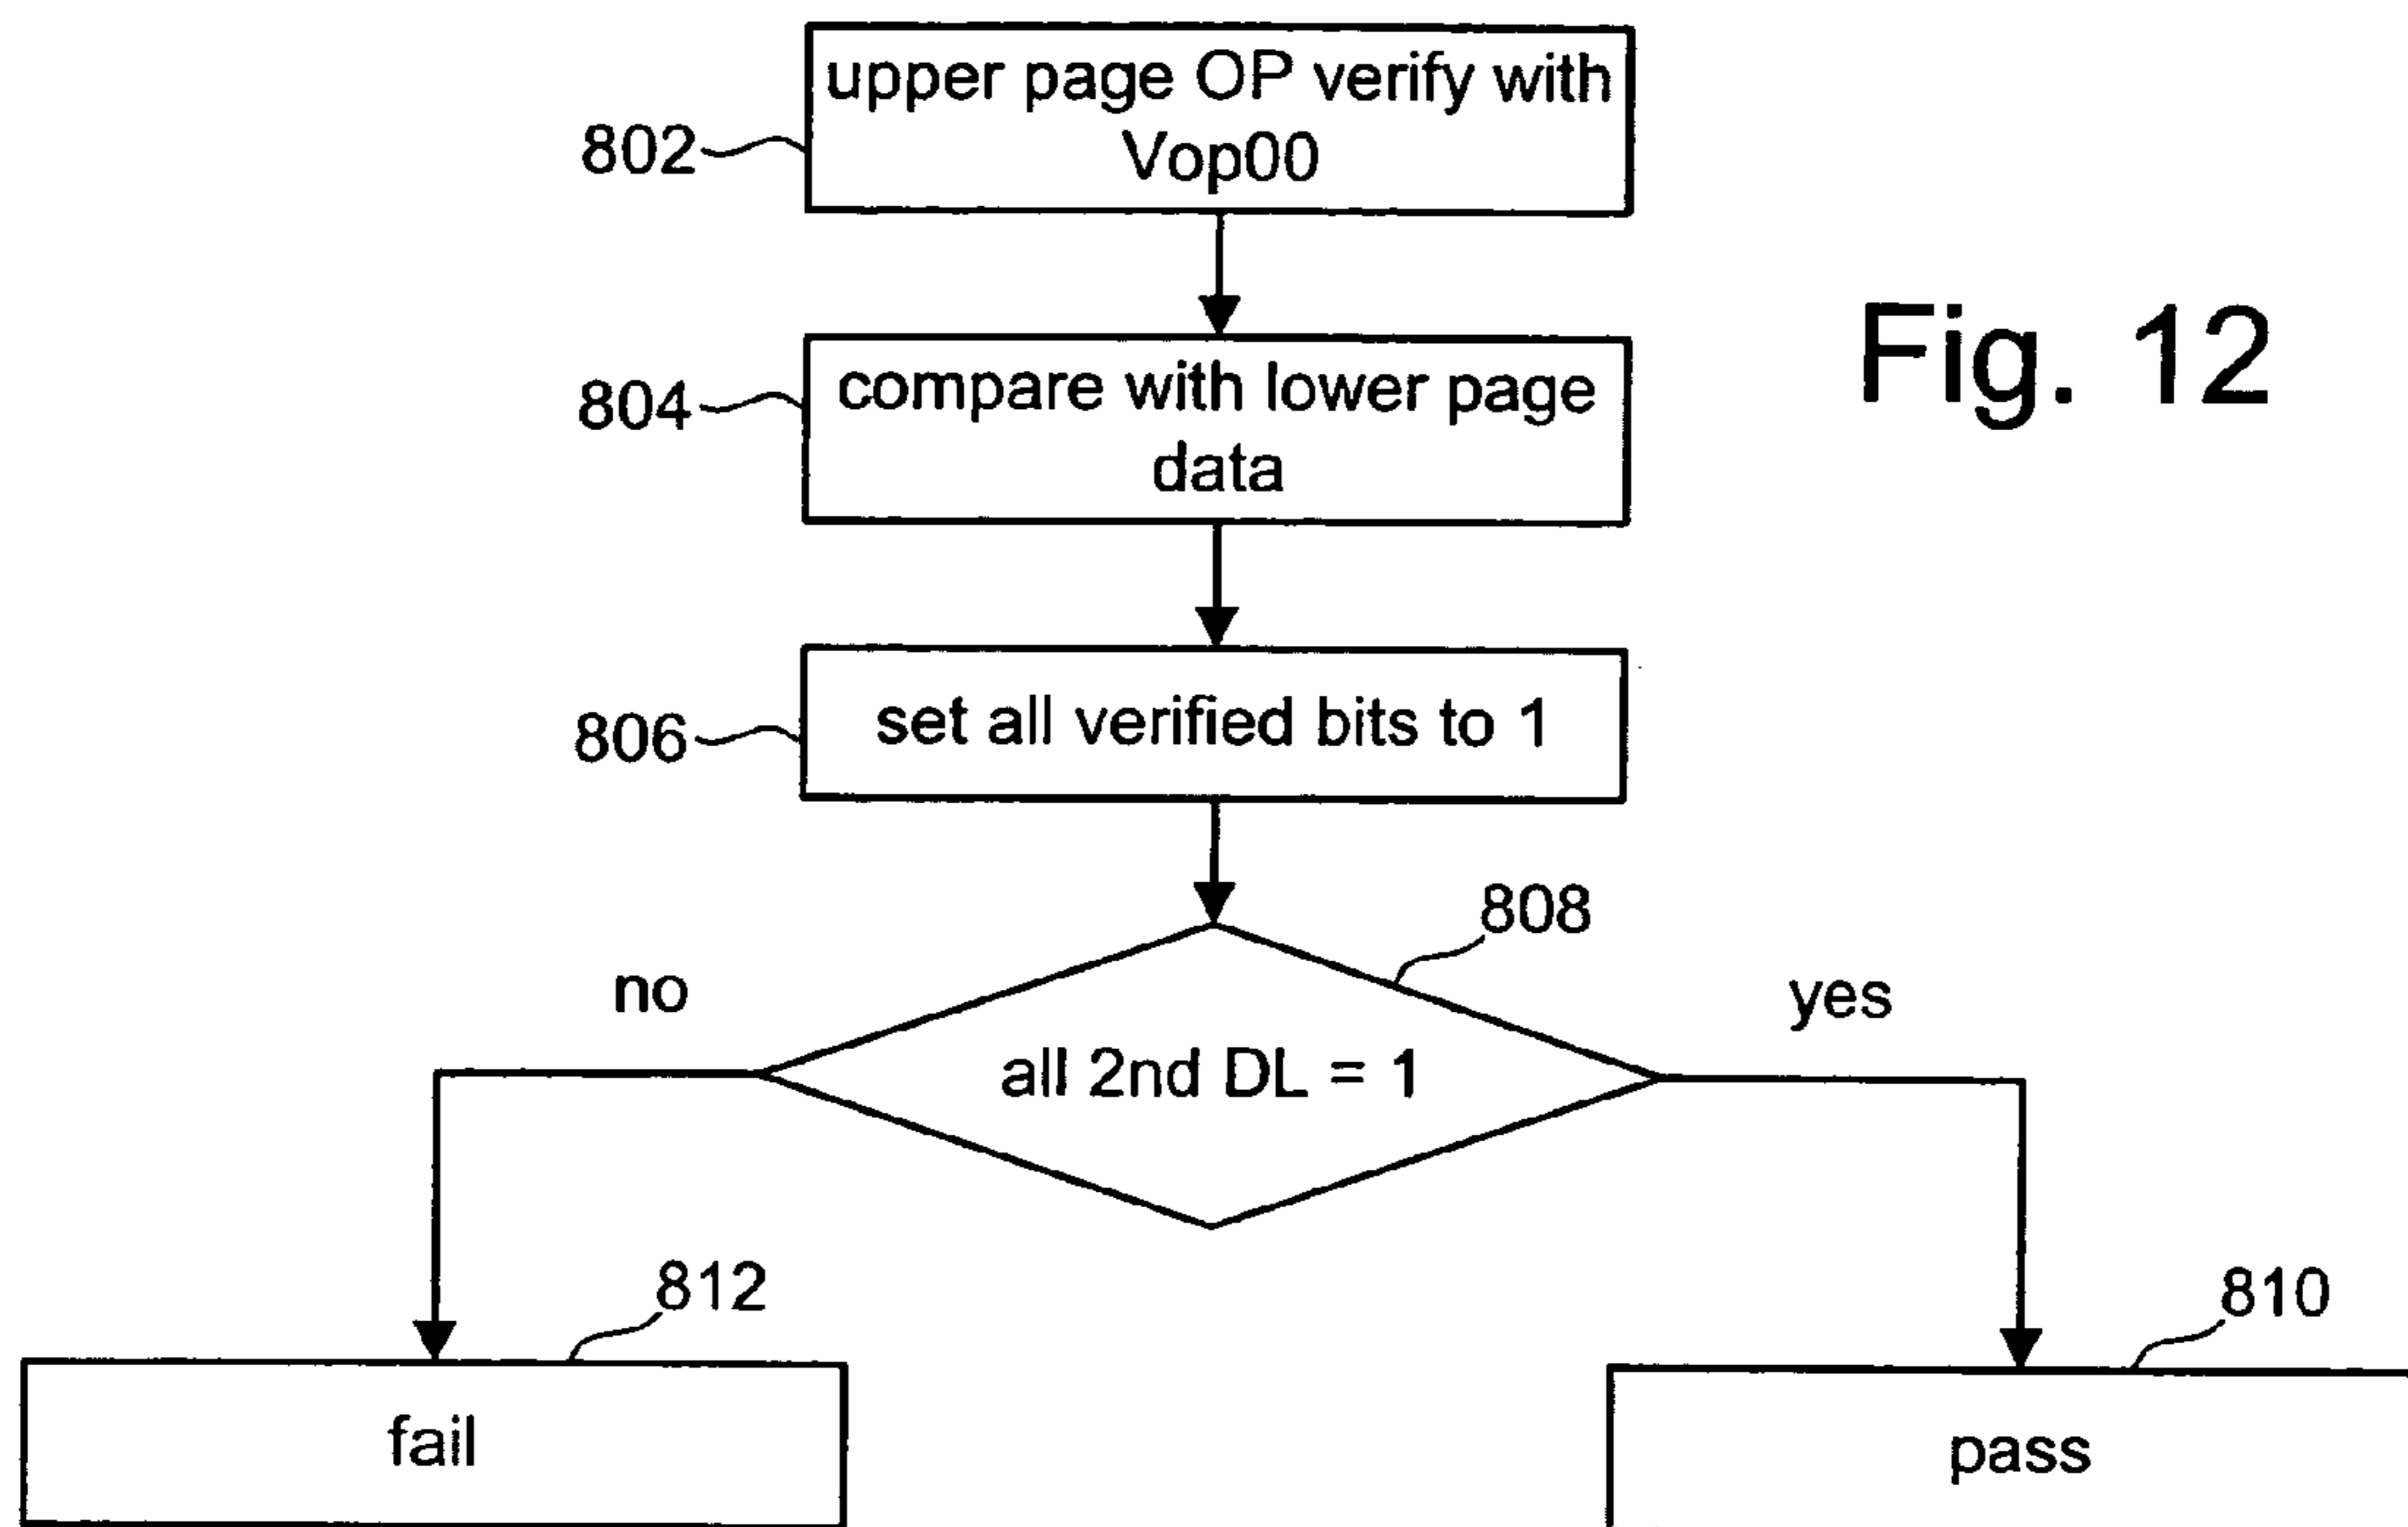 upper page OP verify with
Vop00
802
Fig. 12
compare with lower page
data
804
set all verified bits to 1
806
808
no
yes
all 2nd DL = 1
812
810
fail
pass